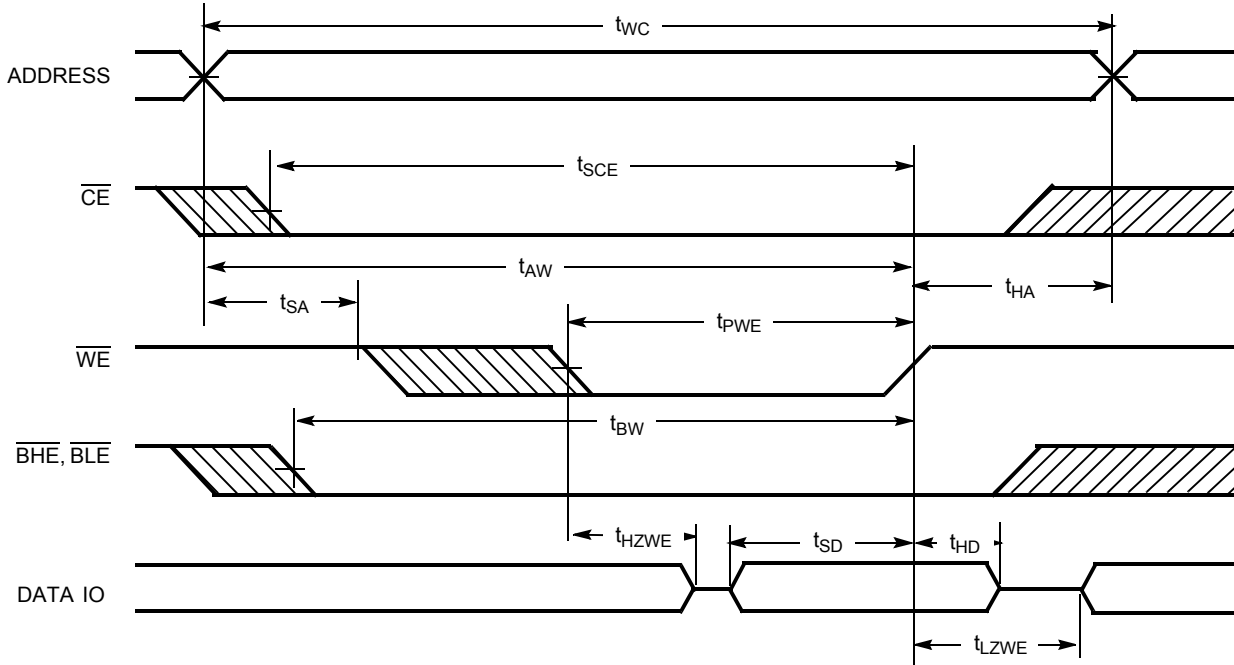 tWC
ADDRESS
tSCE
CE
tAW
tSA
tHA
tPWE
WE
tBW
BHE, BLE
tHZWE
tSD
tHD
DATA IO
tLZWE